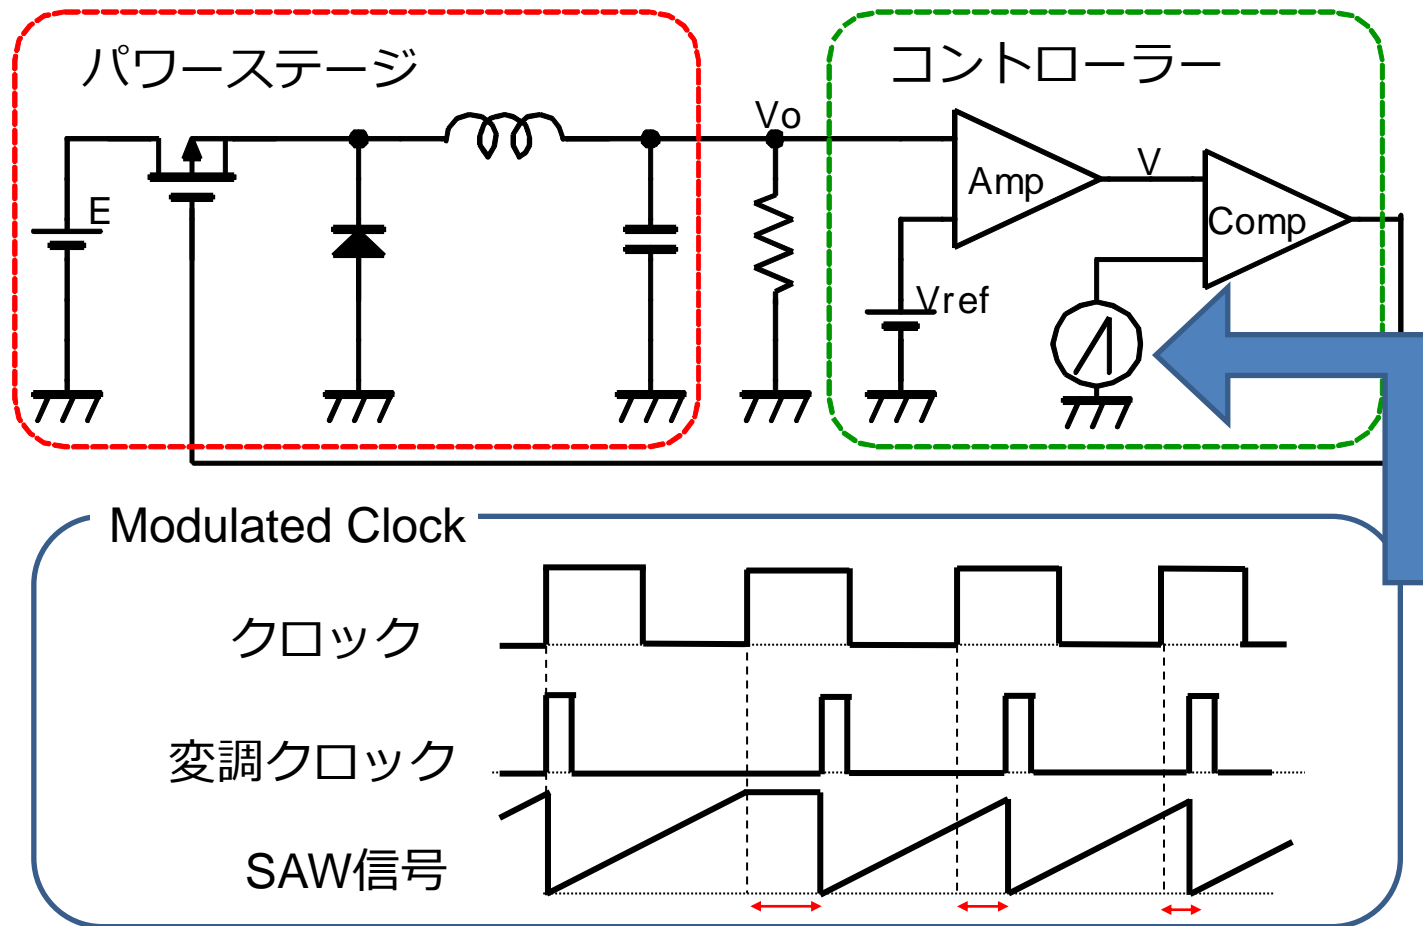 パワーステージ
コントローラー
Vo
V
Amp
E
Comp
Vref
Modulated Clock
クロック
変調クロック
SAW信号